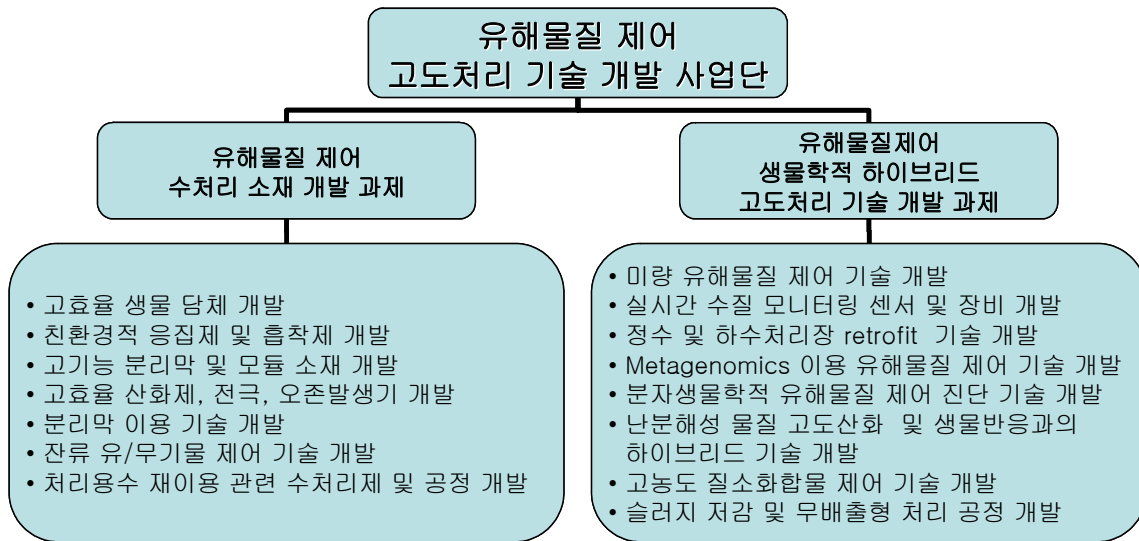 유해물질 제어
고도처리 기술 개발 사업단
유해물질 제어
수처리 소재 개발 과제
유해물질제어
생물학적 하이브리드
고도처리 기술 개발 과제
• 고효율 생물 담체 개발
• 친환경적 응집제 및 흡착제 개발
• 고기능 분리막 및 모듈 소재 개발
• 고효율 산화제, 전극, 오존발생기 개발
• 분리막 이용 기술 개발
• 잔류 유/무기물 제어 기술 개발
• 처리용수 재이용 관련 수처리제 및 공정 개발
• 미량 유해물질 제어 기술 개발
• 실시간 수질 모니터링 센서 및 장비 개발
• 정수 및 하수처리장 retrofit 기술 개발
• Metagenomics 이용 유해물질 제어 기술 개발
• 분자생물학적 유해물질 제어 진단 기술 개발
• 난분해성 물질 고도산화 및 생물반응과의
하이브리드 기술 개발
• 고농도 질소화합물 제어 기술 개발
• 슬러지 저감 및 무배출형 처리 공정 개발